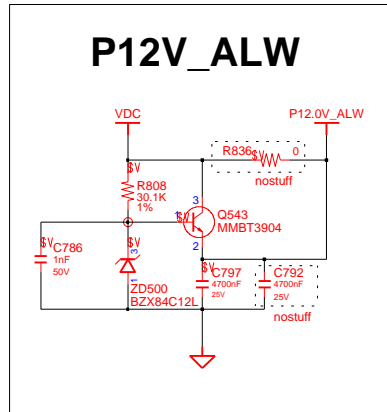 P12V_ALW
VDC
P12.0V_ALW
$V
R836
$V
0
nostuff
$V
R808
30.1K
1%
3
Q543
MMBT3904
1
$V
2
$V
C786
1nF
50V
$V
3
1
ZD500
BZX84C12L
$V
C797
4700nF
25V
$V
C792
4700nF
25V
nostuff